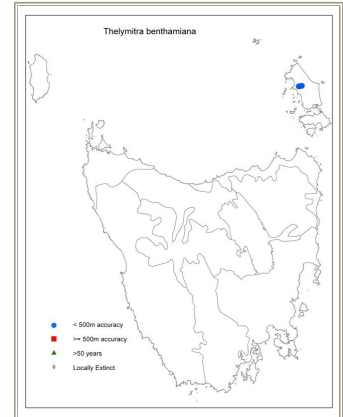 Thelymitra benthamiana
< 500m accuracy
>= 500m accuracy
>50 years
Locally Extinct